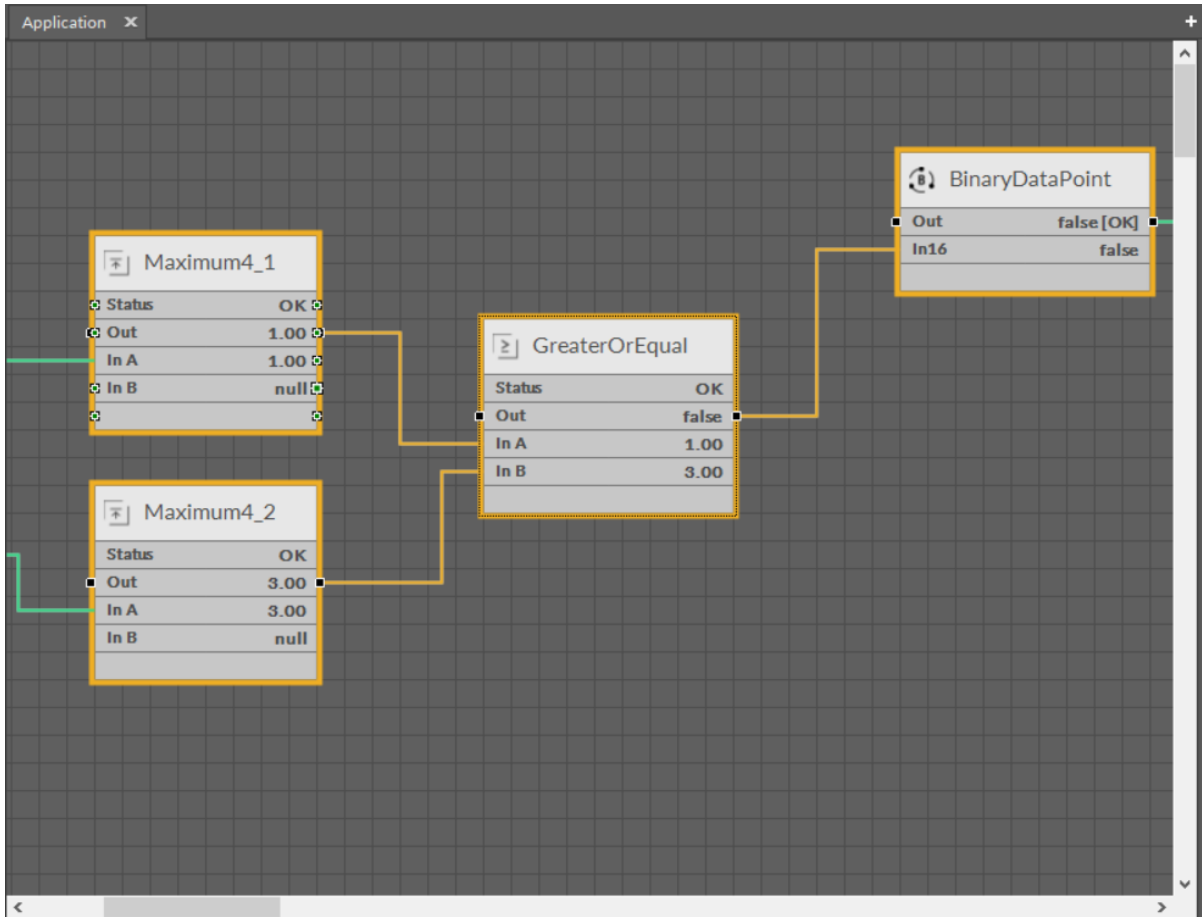 Application
BinaryDataPoint
Out false [OK]
In16 false
Maximum4_1
Status OK
Out 1.00
In A 1.00
In B null
GreaterOrEqual
Status OK
Out false
In A 1.00
In B 3.00
Maximum4_2
Status OK
Out 3.00
In A 3.00
In B null